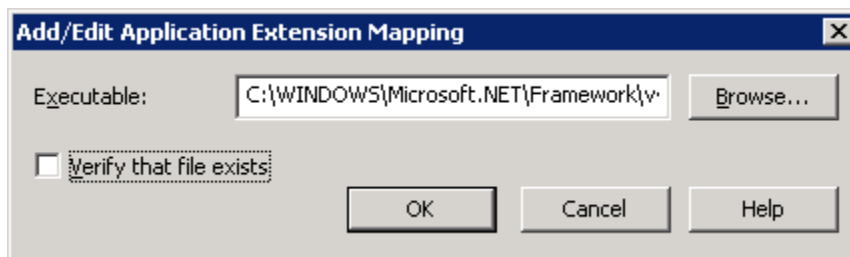 Add/Edit Application Extension Mapping
Executable: C:\WINDOWS\Microsoft.NET\Framework\v Browse...
Verify that file exists
OK Cancel Help